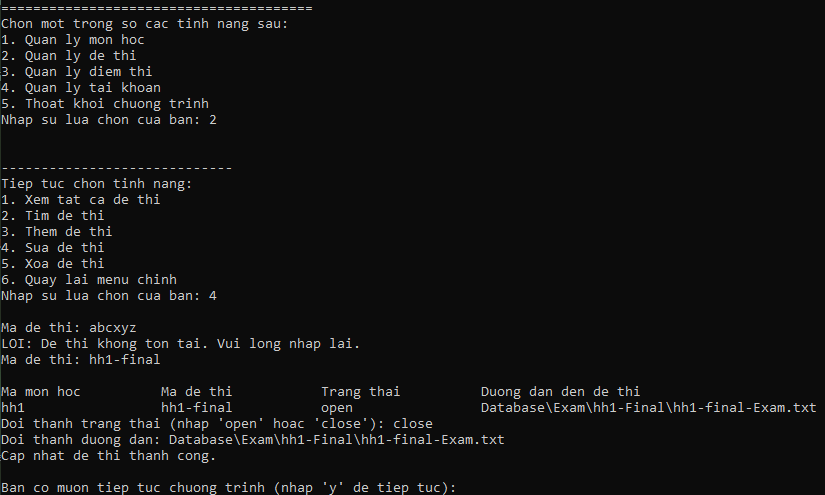 =======================================
Chon mot trong so cac tinh nang sau:
1. Quan ly mon hoc
2. Quan ly de thi
3. Quan ly diem thi
4. Quan ly tai khoan
5. Thoat khoi chuong trinh
Nhap su lua chon cua ban: 2
-----------------------------
Tiep tuc chon tinh nang:
1. Xem tat ca de thi
2. Tim de thi
3. Them de thi
4. Sua de thi
5. Xoa de thi
6. Quay lai menu chinh
Nhap su lua chon cua ban: 4
Ma de thi: abcxyz
LOI: De thi khong ton tai. Vui long nhap lai.
Ma de thi: hh1-final
Ma mon hoc Ma de thi Trang thai Duong dan den de thi
hh1 hh1-final open Database\Exam\hh1-Final\hh1-final-Exam.txt
Doi thanh trang thai (nhap 'open' hoac 'close'): close
Doi thanh duong dan: Database\Exam\hh1-Final\hh1-final-Exam.txt
Cap nhat de thi thanh cong.
Ban co muon tiep tuc chuong trinh (nhap 'y' de tiep tuc):